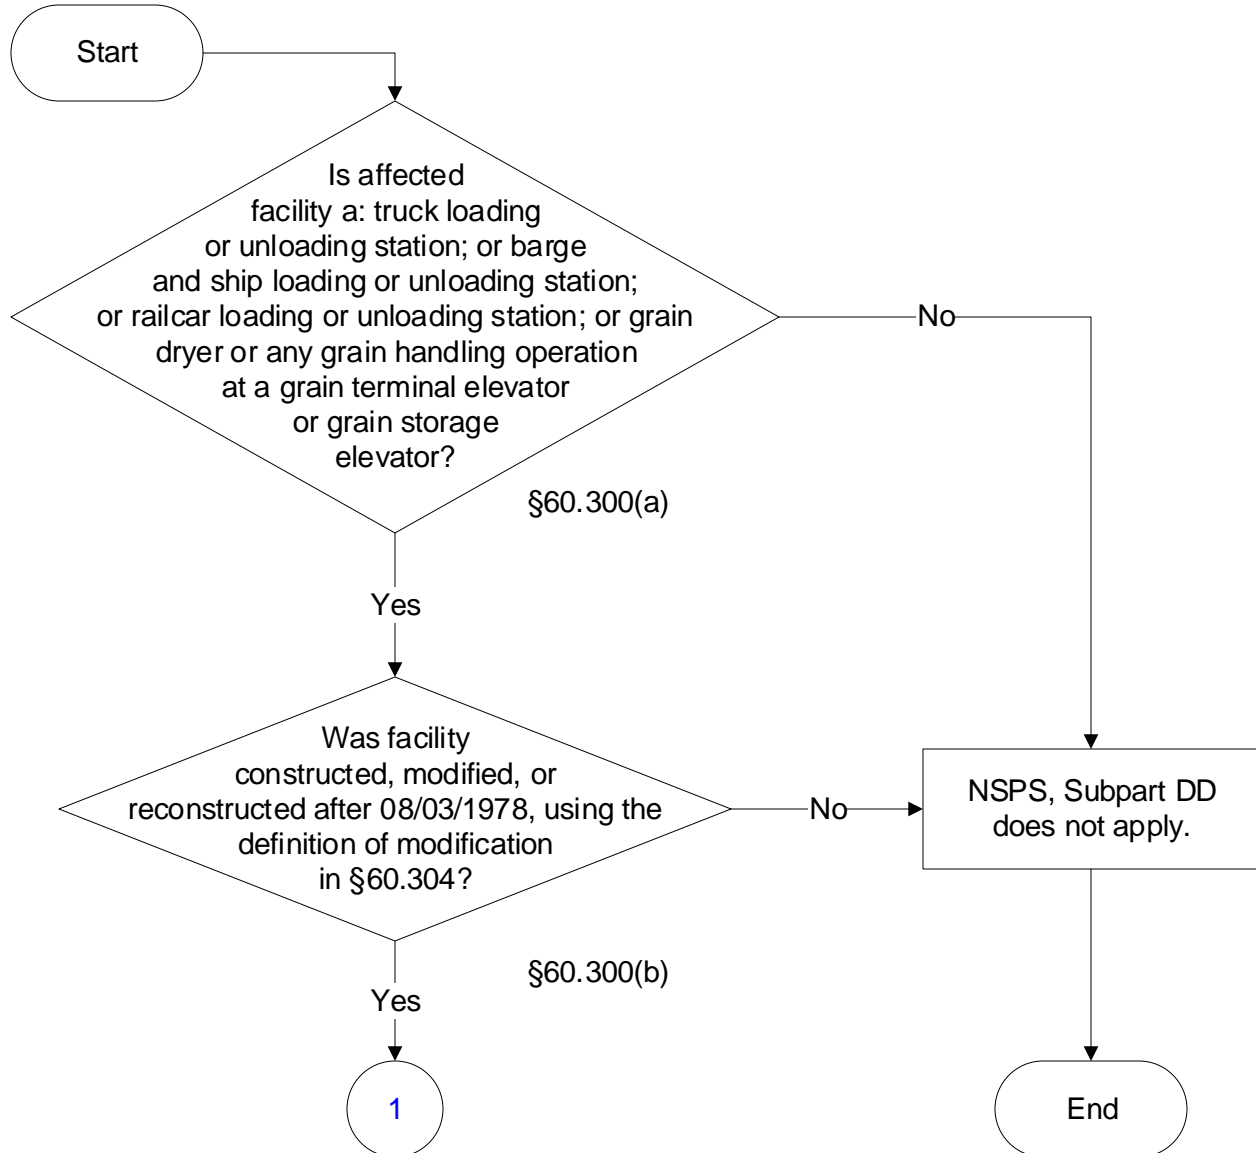 Start
Is affected
facility a: truck loading
or unloading station; or barge
and ship loading or unloading station;
or railcar loading or unloading station; or grain
dryer or any grain handling operation
at a grain terminal elevator
or grain storage
elevator?
No
§60.300(a)
Yes
Was facility
constructed, modified, or
reconstructed after 08/03/1978, using the
definition of modification
in §60.304?
No
NSPS, Subpart DD
does not apply.
§60.300(b)
Yes
1
End